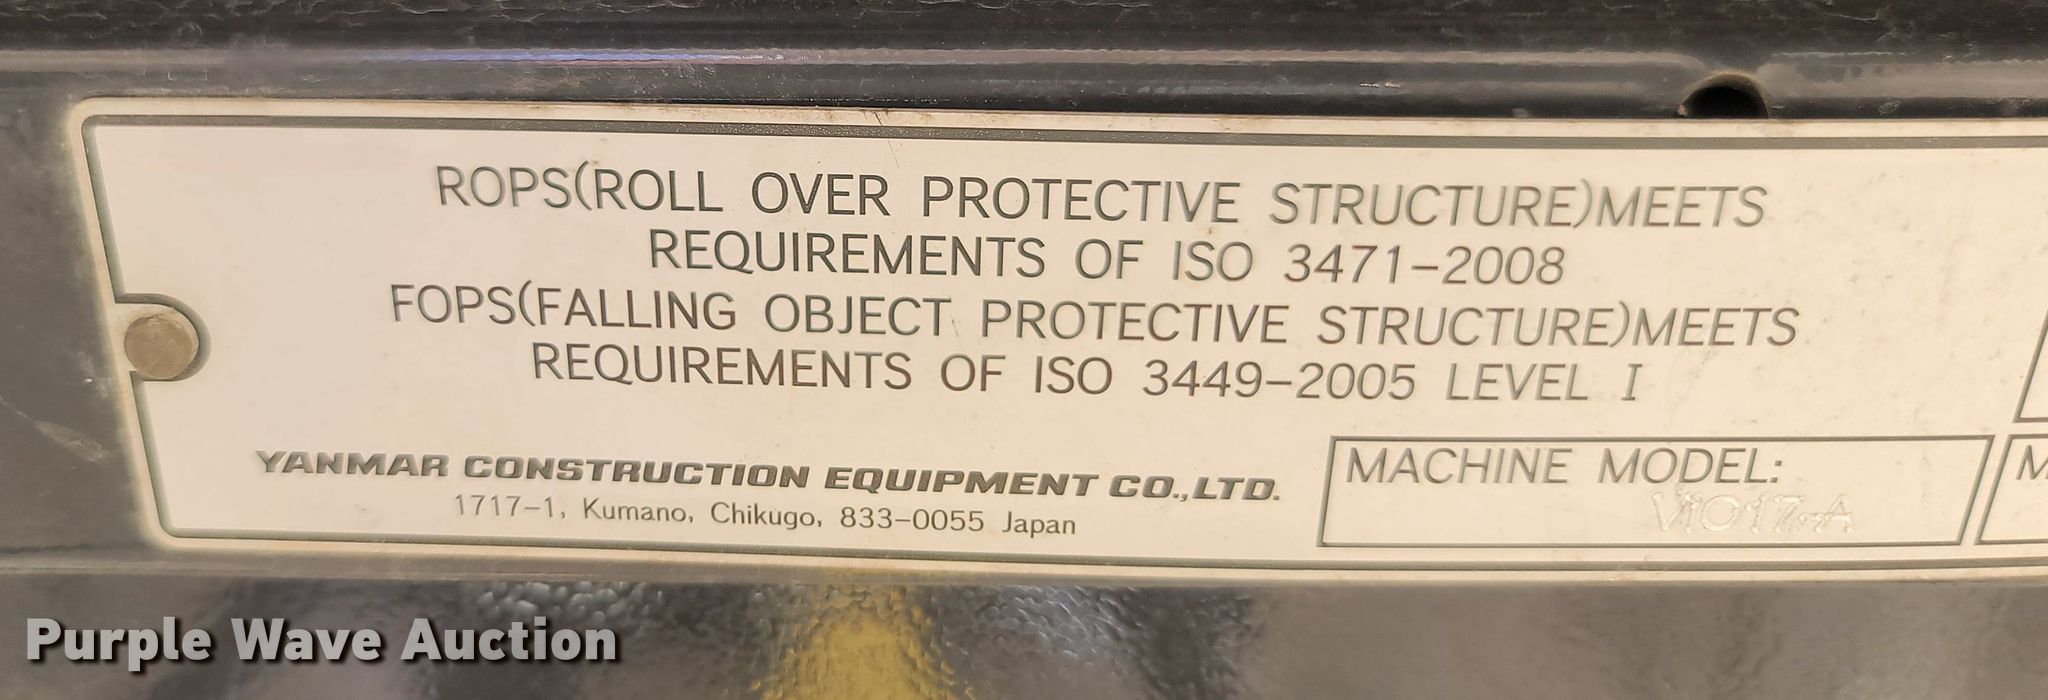 ROPS(ROLL OVER PROTECTIVE STRUCTURE)MEETS
REQUIREMENTS OF ISO 3471-2008
FOPS(FALLING OBJECT PROTECTIVE STRUCTURE)MEETS
REQUIREMENTS OF ISO 3449-2005 LEVEL I
YANMAR CONSTRUCTION EQUIPMENT CO.,LTD.
1717-1, Kumano, Chikugo, 833-0055 Japan
MACHINE MODEL:
ViO17-A
Purple Wave Auction